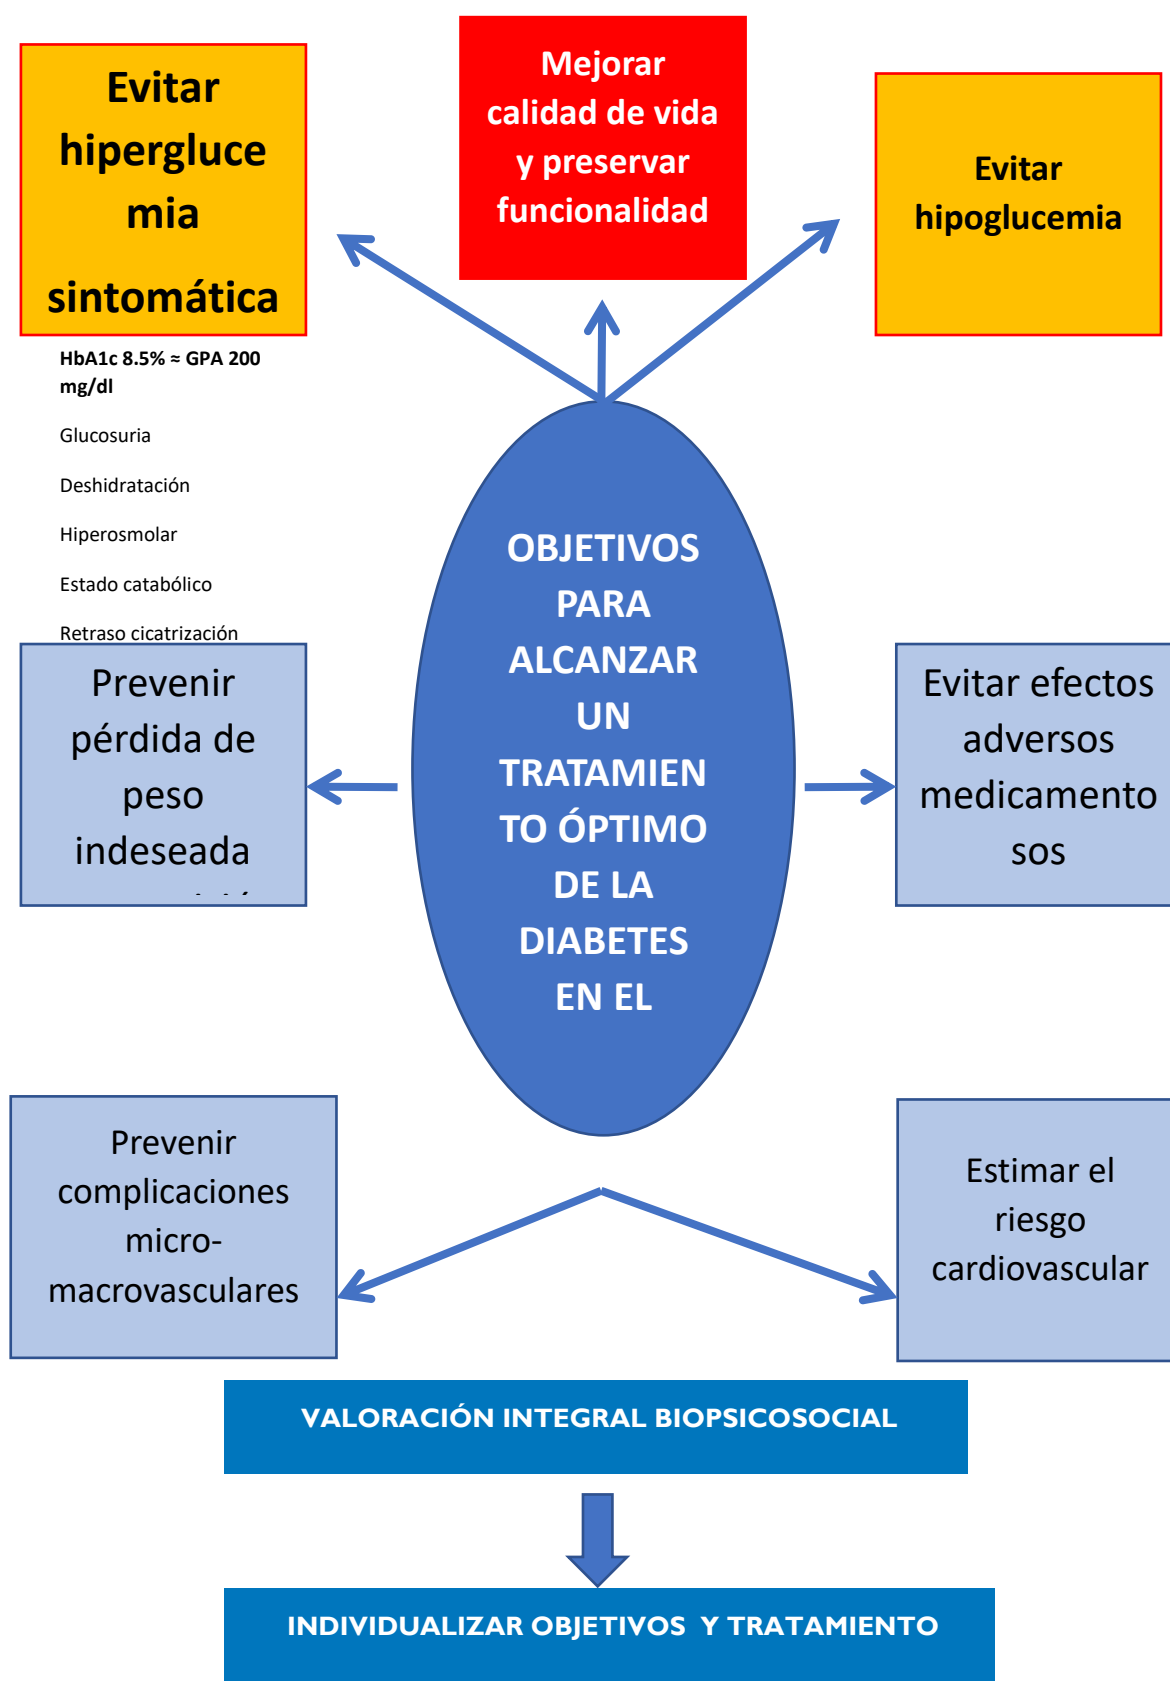 Evitar
hipergluce
mia
sintomática
Mejorar
calidad de vida
y preservar
funcionalidad
Evitar
hipoglucemia
HbA1c 8.5% ≈ GPA 200
mg/dl
Glucosuria
Deshidratación
Hiperosmolar
Estado catabólico
Retraso cicatrización
OBJETIVOS
PARA
ALCANZAR
UN
TRATAMIEN
TO ÓPTIMO
DE LA
DIABETES
EN EL
Prevenir
pérdida de
peso
indeseada
Evitar efectos
adversos
medicamento
sos
Prevenir
complicaciones
micro-
macrovasculares
Estimar el
riesgo
cardiovascular
VALORACIÓN INTEGRAL BIOPSICOSOCIAL
INDIVIDUALIZAR OBJETIVOS  Y TRATAMIENTO